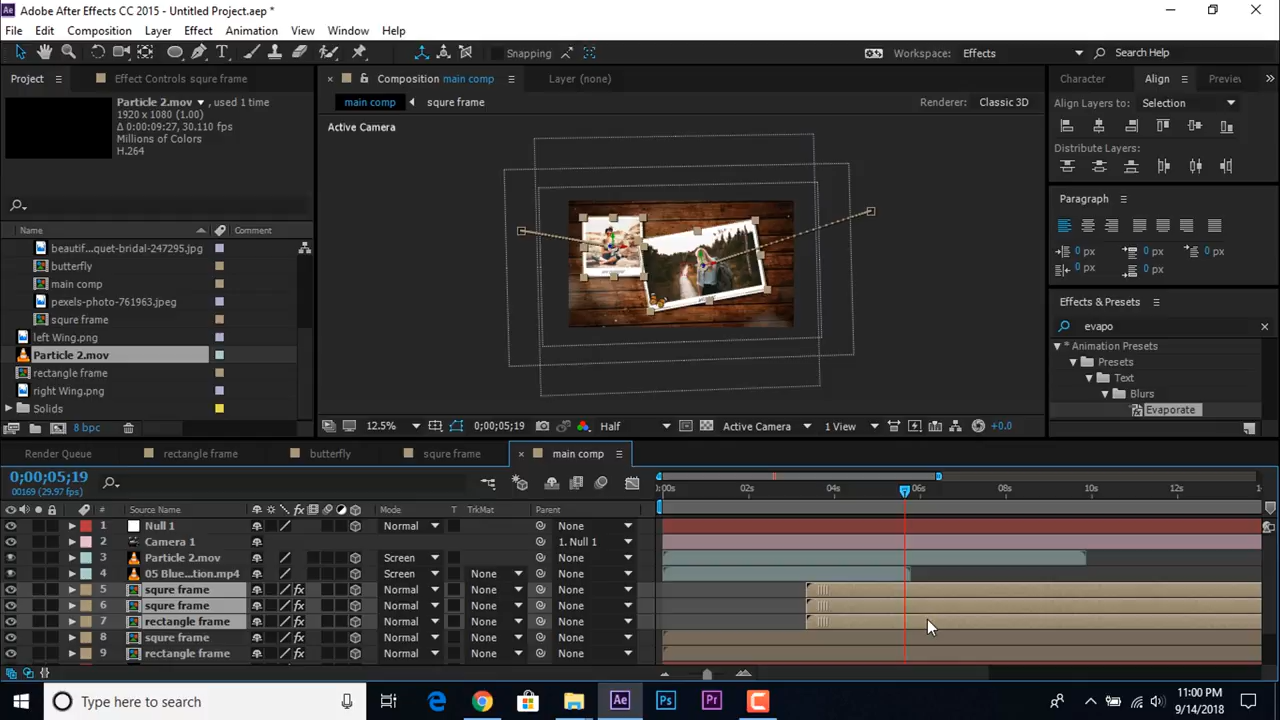 Adobe After Effects CC 2015 - Untitled Project.aep *
File Edit Composition Layer Effect Animation View Window Help
Snapping Workspace: Effects Search Help
Project Effect Controls squre frame Composition main comp Layer (none) Character Align Preview
Particle 2.mov , used 1 time
1920 x 1080 (1.00)
Δ 0:00:09:27, 30.110 fps
Millions of Colors
H.264
main comp squre frame Renderer: Classic 3D
Active Camera
Align Layers to: Selection
Distribute Layers:
Paragraph
0 px 0 px 0 px
0 px 0 px
Name Comment
beautif...quet-bridal-247295.jpg
butterfly
main comp
pexels-photo-761963.jpeg
squre frame
left Wing.png
Particle 2.mov
rectangle frame
right Wing.png
Solids
8 bpc
Effects & Presets
evapo
* Animation Presets
Presets
Text
Blurs
Evaporate
12.5% 0;00;05;19 Half Active Camera 1 View +0.0
Render Queue rectangle frame butterfly squre frame main comp
0;00;05;19
00169 (29.97 fps)
:00s 02s 04s 06s 08s 10s 12s 1
# Source Name Mode T TrkMat Parent
1 Null 1 Normal None
2 Camera 1 1. Null 1
3 Particle 2.mov Screen None
4 05 Blue...tion.mp4 Screen None None
5 squre frame Normal None None
6 squre frame Normal None None
7 rectangle frame Normal None None
8 squre frame Normal None None
9 rectangle frame Normal None None
Type here to search
Ae Ps Pr
11:00 PM
9/14/2018